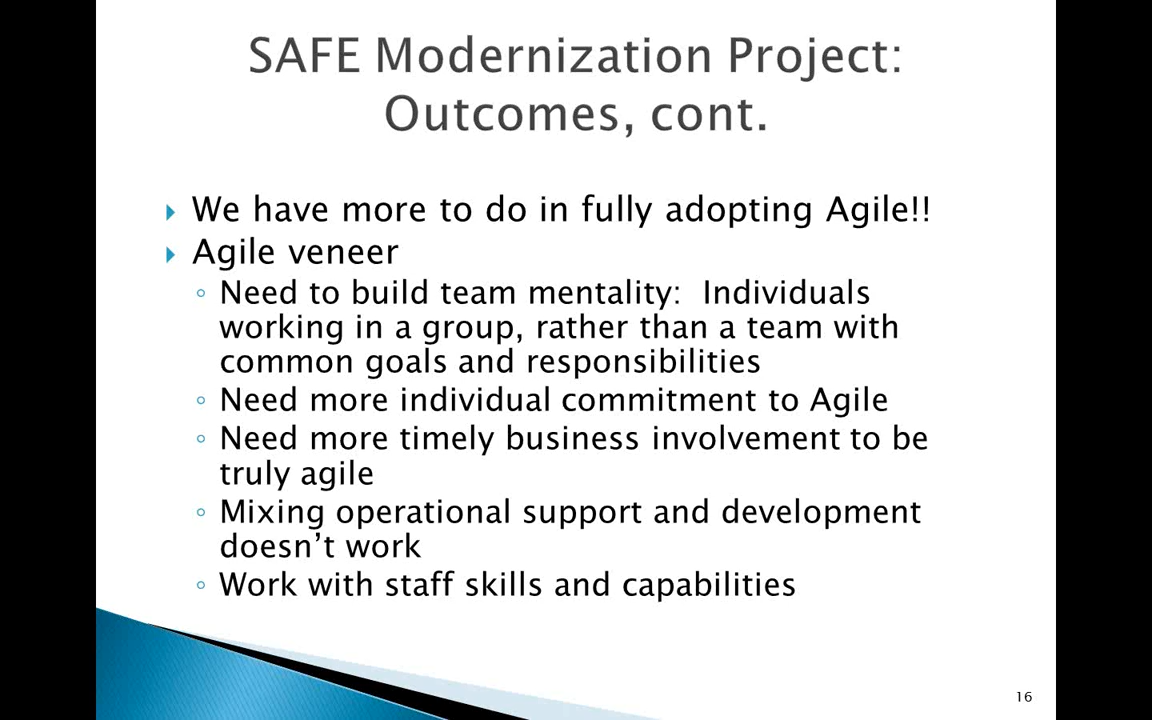 SAFE Modernization Project:
Outcomes, cont.
We have more to do in fully adopting Agile!!
Agile veneer
Need to build team mentality:  Individuals
working in a group, rather than a team with
common goals and responsibilities
Need more individual commitment to Agile
Need more timely business involvement to be
truly agile
Mixing operational support and development
doesn’t work
Work with staff skills and capabilities
16